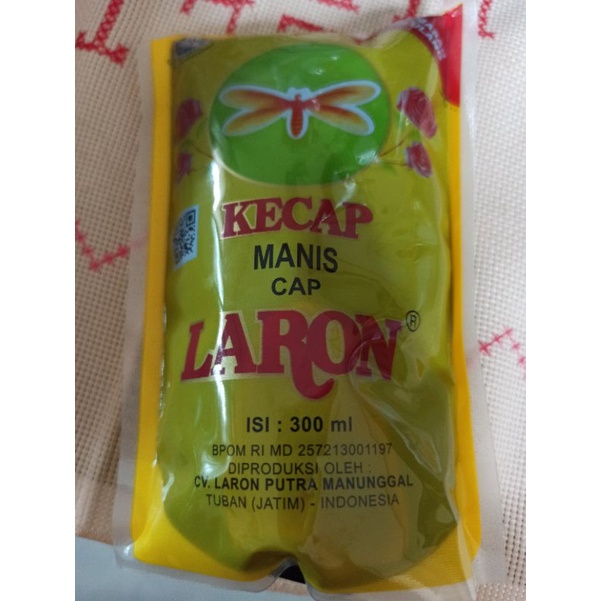 KECAP
MANIS
CAP
LARON®
ISI : 300 ml
BPOM RI MD 257213001197
DIPRODUKSI OLEH :
CV. LARON PUTRA MANUNGGAL
TUBAN (JATIM) - INDONESIA